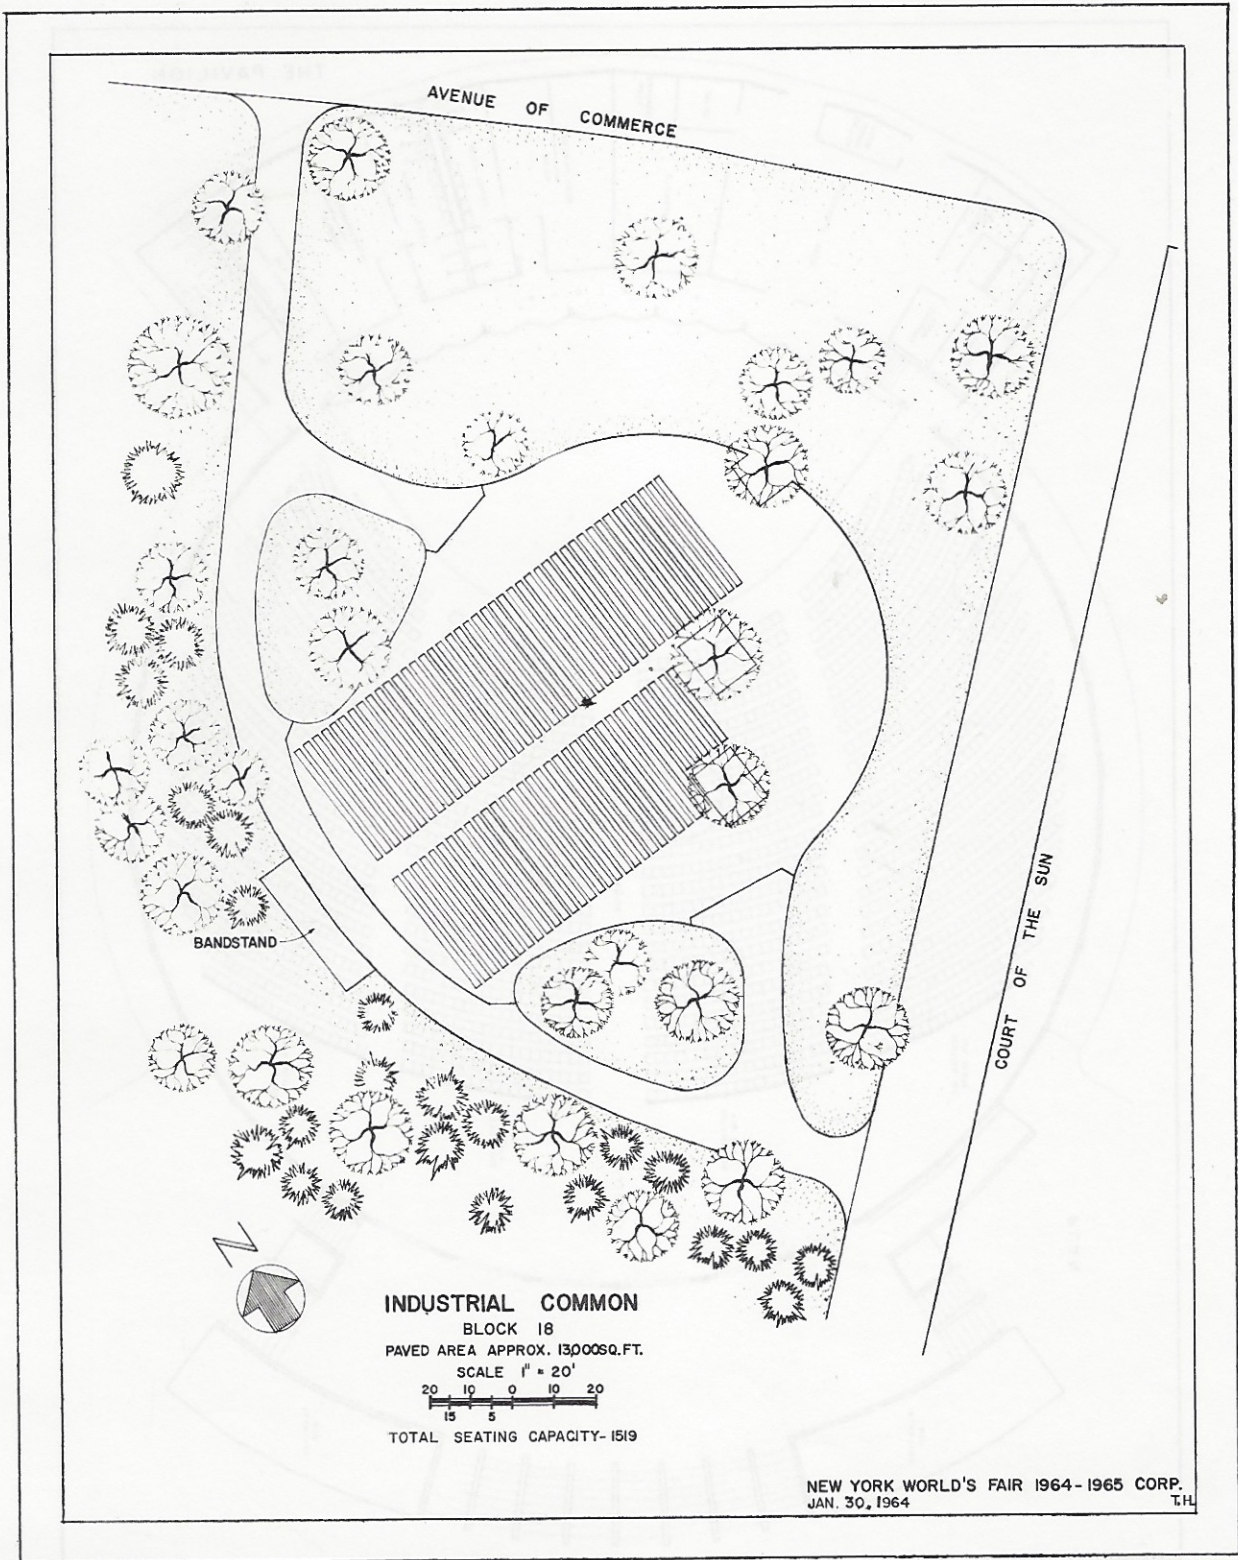 AVENUE OF COMMERCE
COURT OF THE SUN
BANDSTAND
N
INDUSTRIAL COMMON
BLOCK 18
PAVED AREA APPROX. 13,000SQ.FT.
SCALE 1" = 20'
20 10 0 10 20
15 5
TOTAL SEATING CAPACITY-1519
NEW YORK WORLD'S FAIR 1964-1965 CORP.
JAN. 30, 1964 T.H.